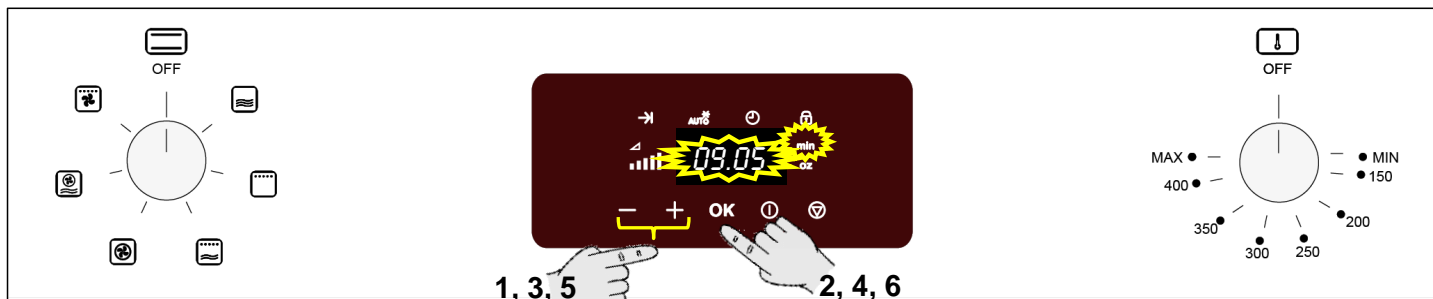 OFF
OFF
AUTO
09.05
min
oz
MAX
MIN
400
150
350
200
300
250
OK
1, 3, 5
2, 4, 6